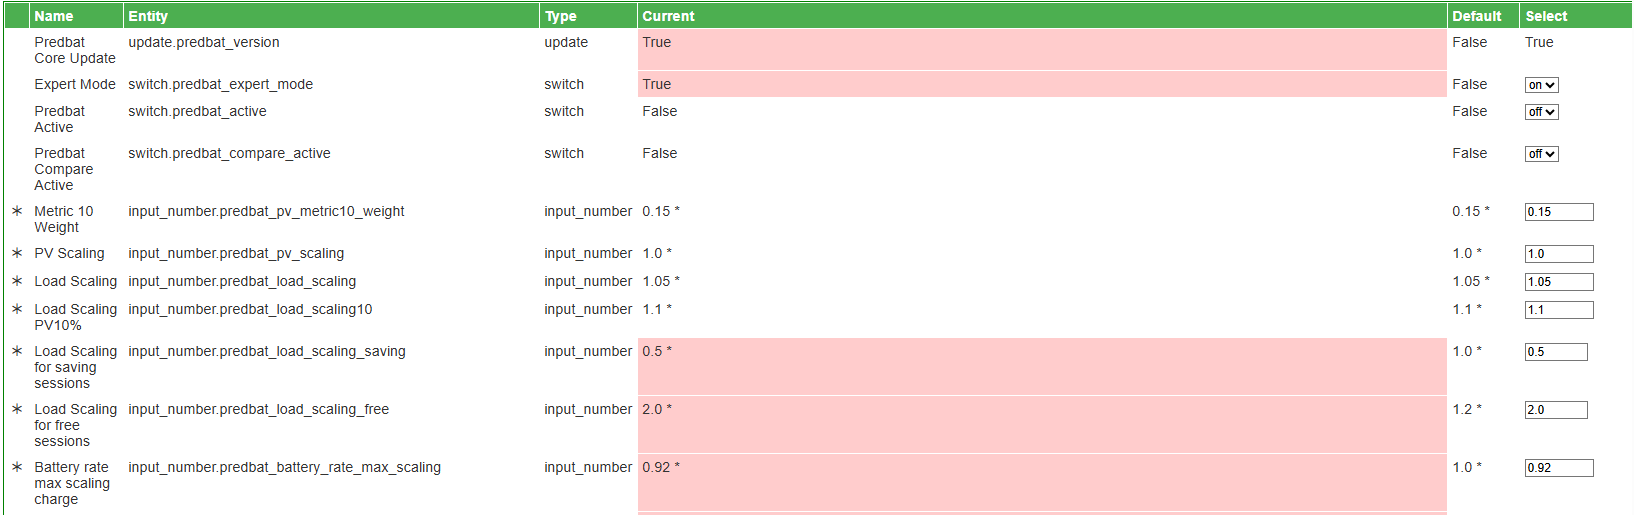 Name Entity Type Current Default Select
Predbat update.predbat_version update True False True
Core Update
Expert Mode switch.predbat_expert_mode switch True False on
Predbat switch.predbat_active switch False False off
Active
Predbat switch.predbat_compare_active switch False False off
Compare
Active
* Metric 10 input_number.predbat_pv_metric10_weight input_number 0.15 * 0.15 * 0.15
Weight
* PV Scaling input_number.predbat_pv_scaling input_number 1.0 * 1.0 * 1.0
* Load Scaling input_number.predbat_load_scaling input_number 1.05 * 1.05 * 1.05
* Load Scaling input_number.predbat_load_scaling10 input_number 1.1 * 1.1 * 1.1
PV10%
* Load Scaling input_number.predbat_load_scaling_saving input_number 0.5 * 1.0 * 0.5
for saving
sessions
* Load Scaling input_number.predbat_load_scaling_free input_number 2.0 * 1.2 * 2.0
for free
sessions
* Battery rate input_number.predbat_battery_rate_max_scaling input_number 0.92 * 1.0 * 0.92
max scaling
charge